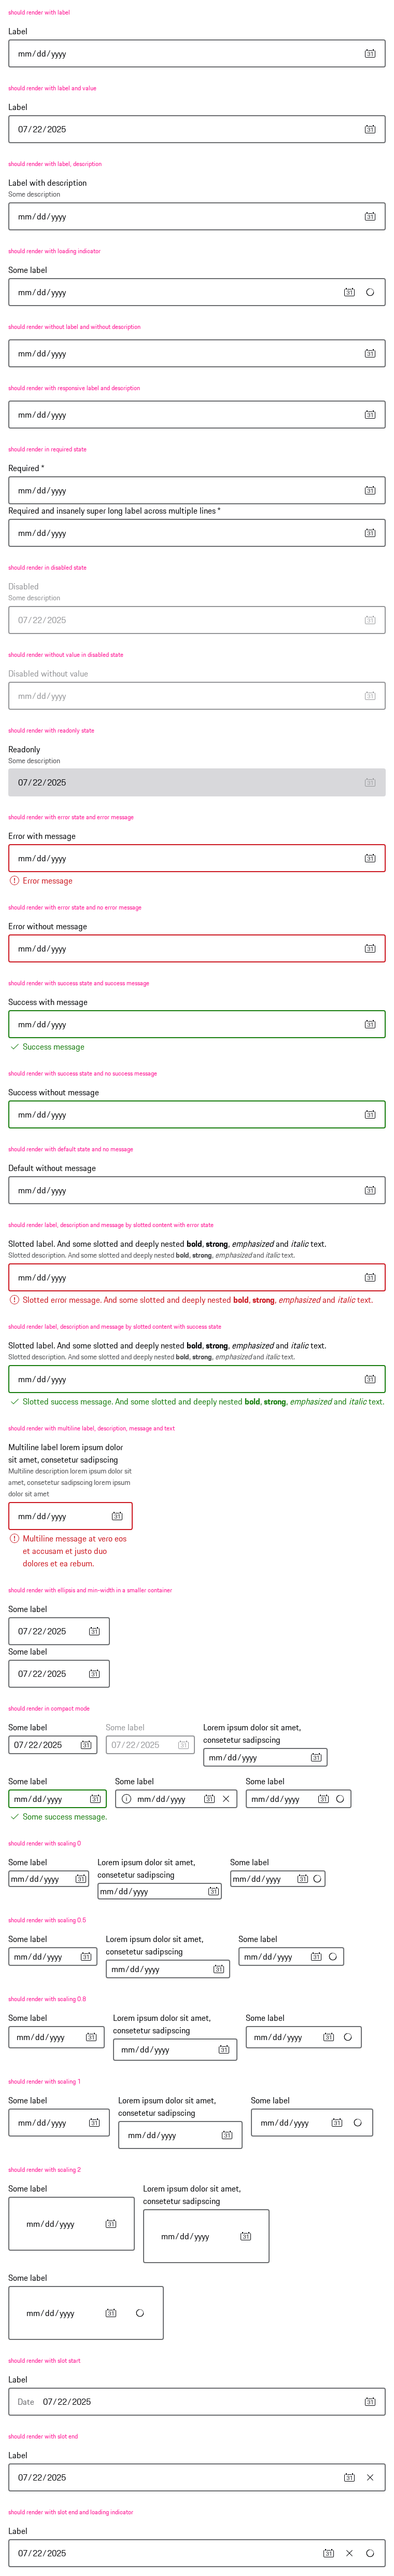 should render with label
Label
mm/dd/yyyy
should render with label and value
Label
07/22/2025
should render with label, description
Label with description
Some description
mm/dd/yyyy
should render with loading indicator
Some label
mm/dd/yyyy
should render without label and without description
mm/dd/yyyy
should render with responsive label and description
mm/dd/yyyy
should render in required state
Required *
mm/dd/yyyy
Required and insanely super long label across multiple lines *
mm/dd/yyyy
should render in disabled state
Disabled
Some description
07/22/2025
should render without value in disabled state
Disabled without value
mm/dd/yyyy
should render with readonly state
Readonly
Some description
07/22/2025
should render with error state and error message
Error with message
mm/dd/yyyy
Error message
should render with error state and no error message
Error without message
mm/dd/yyyy
should render with success state and success message
Success with message
mm/dd/yyyy
Success message
should render with success state and no success message
Success without message
mm/dd/yyyy
should render with default state and no message
Default without message
mm/dd/yyyy
should render label, description and message by slotted content with error state
Slotted label. And some slotted and deeply nested bold, strong, emphasized and italic text.
Slotted description. And some slotted and deeply nested bold, strong, emphasized and italic text.
mm/dd/yyyy
Slotted error message. And some slotted and deeply nested bold, strong, emphasized and italic text.
should render label, description and message by slotted content with success state
Slotted label. And some slotted and deeply nested bold, strong, emphasized and italic text.
Slotted description. And some slotted and deeply nested bold, strong, emphasized and italic text.
mm/dd/yyyy
Slotted success message. And some slotted and deeply nested bold, strong, emphasized and italic text.
should render with multiline label, description, message and text
Multiline label lorem ipsum dolor
sit amet, consetetur sadipscing
Multiline description lorem ipsum dolor sit
amet, consetetur sadipscing lorem ipsum
dolor sit amet
mm/dd/yyyy
Multiline message at vero eos
et accusam et justo duo
dolores et ea rebum.
should render with ellipsis and min-width in a smaller container
Some label
07/22/2025
Some label
07/22/2025
should render in compact mode
Some label
07/22/2025
Some label
07/22/2025
Lorem ipsum dolor sit amet,
consetetur sadipscing
mm/dd/yyyy
Some label
mm/dd/yyyy
Some success message.
Some label
mm/dd/yyyy
Some label
mm/dd/yyyy
should render with scaling 0
Some label
mm/dd/yyyy
Lorem ipsum dolor sit amet,
consetetur sadipscing
mm/dd/yyyy
Some label
mm/dd/yyyy
should render with scaling 0.5
Some label
mm/dd/yyyy
Lorem ipsum dolor sit amet,
consetetur sadipscing
mm/dd/yyyy
Some label
mm/dd/yyyy
should render with scaling 0.8
Some label
mm/dd/yyyy
Lorem ipsum dolor sit amet,
consetetur sadipscing
mm/dd/yyyy
Some label
mm/dd/yyyy
should render with scaling 1
Some label
mm/dd/yyyy
Lorem ipsum dolor sit amet,
consetetur sadipscing
mm/dd/yyyy
Some label
mm/dd/yyyy
should render with scaling 2
Some label
mm/dd/yyyy
Lorem ipsum dolor sit amet,
consetetur sadipscing
mm/dd/yyyy
Some label
mm/dd/yyyy
should render with slot start
Label
Date 07/22/2025
should render with slot end
Label
07/22/2025
should render with slot end and loading indicator
Label
07/22/2025